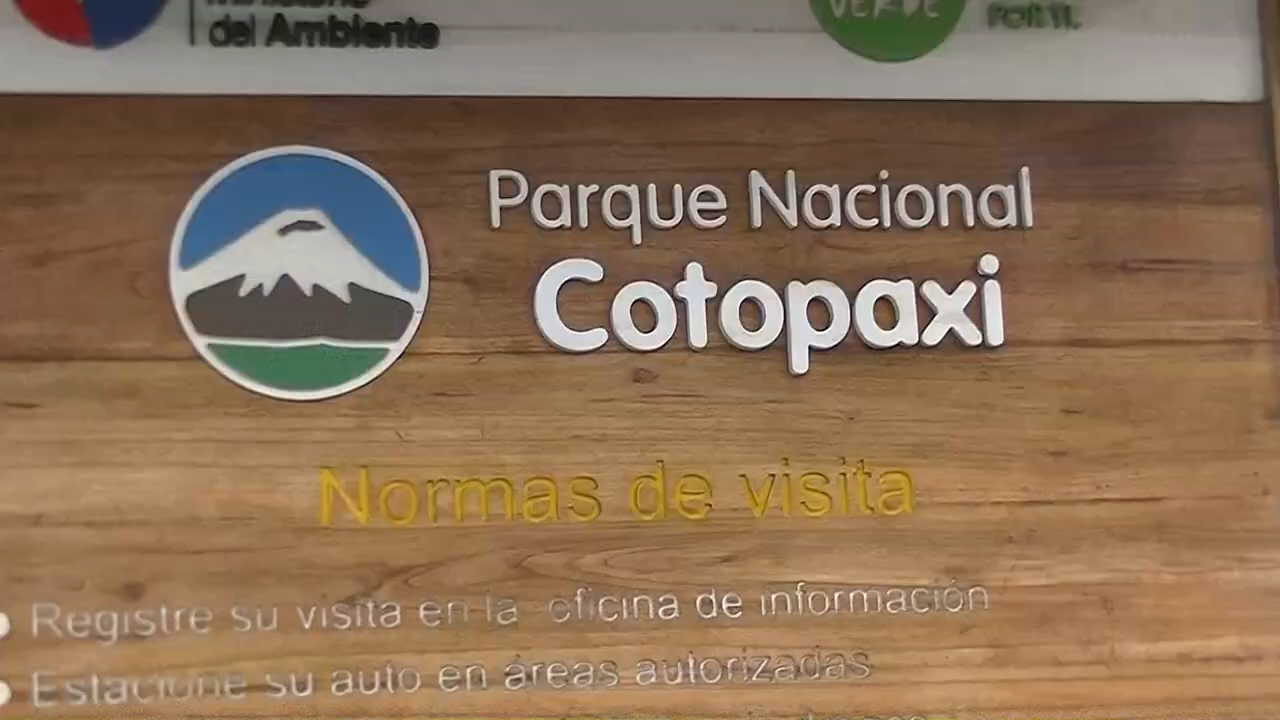 del Ambiente
VERDE
Parque Nacional
Cotopaxi
Normas de visita
Registre su visita en la oficina de información
Estacione su auto en áreas autorizadas